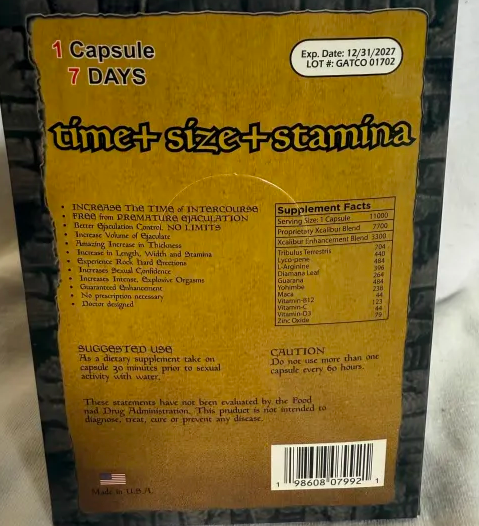 1 Capsule
7 DAYS
Exp. Date: 12/31/2027
LOT #: GATCO 01702
time+ size+stamina
• INCREASE The TIME of INTERCOURSE
• FREE from PREMATURE EJACULATION
• Better Ejaculation Control. NO LIMITS
• Increase Volume of Ejaculate
• Amazing Increase in Thickness
• Increase in Length, Width and Stamina
• Experience Rock Hard Erections
• Increases Sexual Confidence
• Increases Intense, Explosive Orgasms
• Guaranteed Enhancement
• No prescription necessary
• Doctor designed
Supplement Facts
Serving Size: 1 Capsule 11000
Proprietary Xcalibur Blend 7700
Xcalibur Enhancement Blend 3300
Tribulus Terrestris 704
Lyco-pene 440
L-Arginine 484
Diamana Leaf 396
Guarana 264
Yohimbe 484
Maca 238
Vitamin-B12 44
Vitamin-C 123
Vitamin-D3 44
Zinc Oxide 79
SUGGESTED USE
As a dietary supplement take on
capsule 30 minutes prior to sexual
activity with water.
CAUTION
Do not use more than one
capsule every 60 hours.
These statements have not been evaluated by the Food
nad Drug Administration. This product is not intended to
diagnose, treat, cure or prevent any disease.
Made in U.S.A.
1 98608 07992 1